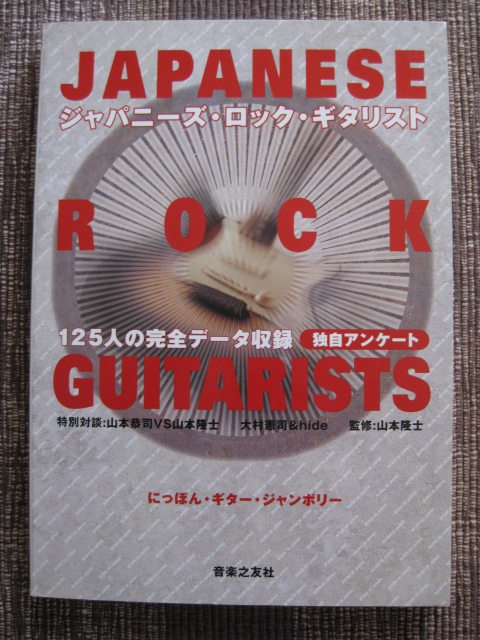 JAPANESE
ジャパニーズ・ロック・ギタリスト
ROCK
125人の完全データ収録 独自アンケート
GUITARISTS
特別対談:山本恭司VS山本隆士 大村憲司&hide 監修:山本隆士
にっぽん・ギター・ジャンボリー
音楽之友社